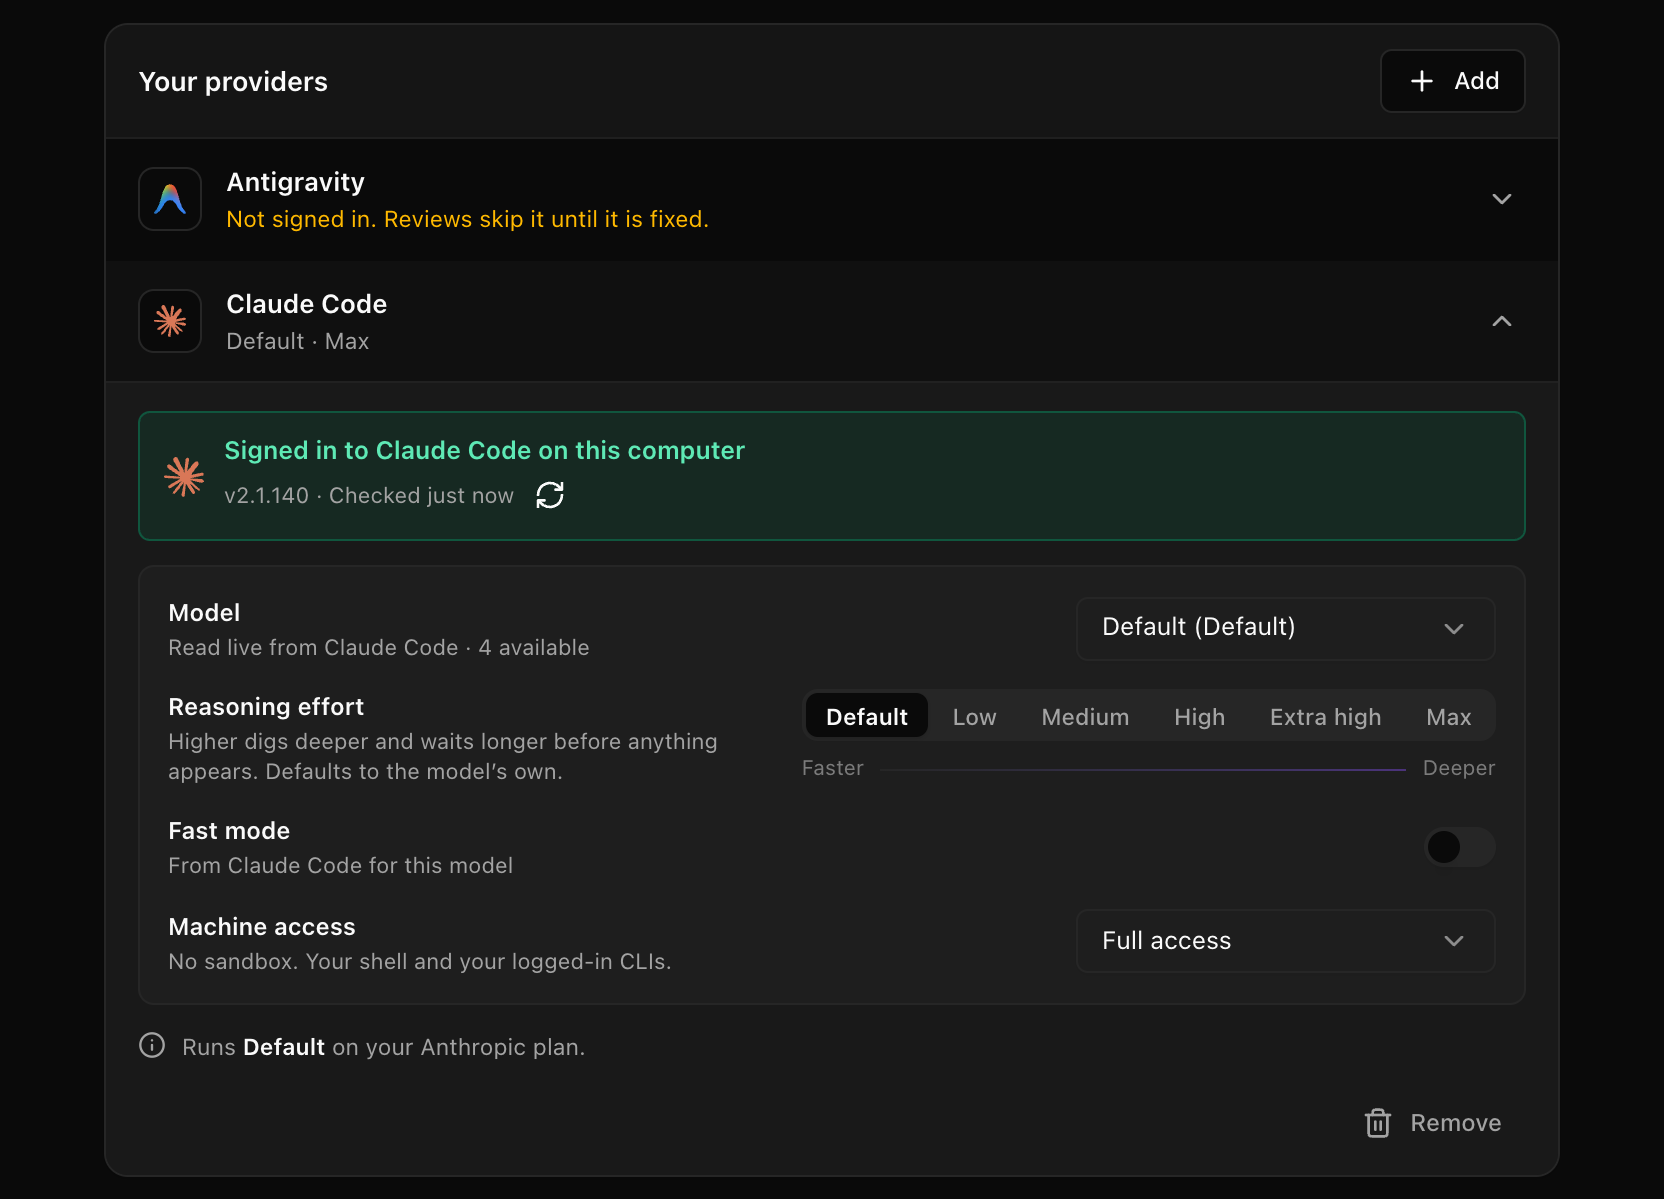 Your providers
Add
Antigravity
Not signed in. Reviews skip it until it is fixed.
Claude Code
Default · Max
Signed in to Claude Code on this computer
v2.1.140 · Checked just now
Model
Read live from Claude Code · 4 available
Default (Default)
Reasoning effort
Higher digs deeper and waits longer before anything
appears. Defaults to the model’s own.
Default Low Medium High Extra high Max
Faster Deeper
Fast mode
From Claude Code for this model
Machine access
No sandbox. Your shell and your logged-in CLIs.
Full access
Runs Default on your Anthropic plan.
Remove